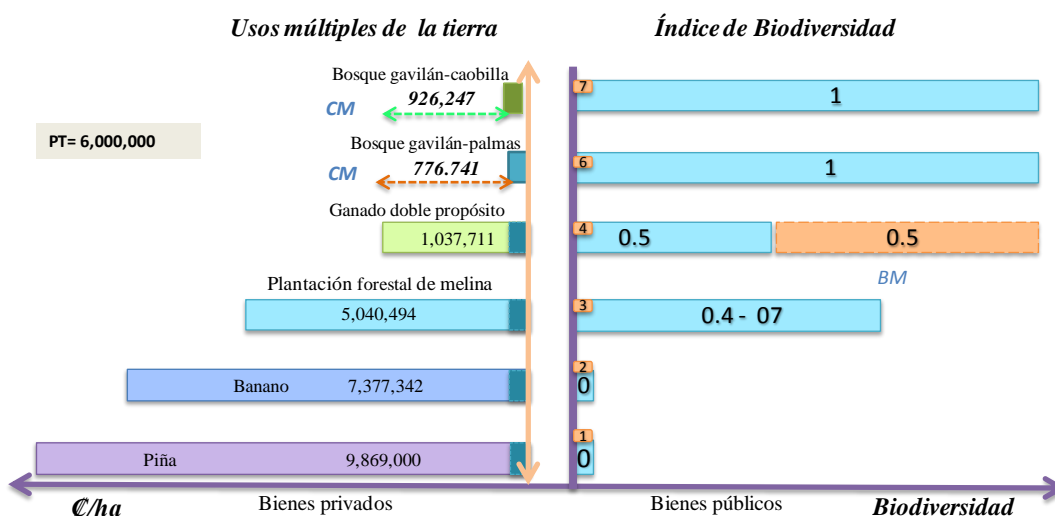 Usos múltiples de la tierra
Índice de Biodiversidad
Bosque gavilán-caobilla
CM
926,247
7
1
PT= 6,000,000
Bosque gavilán-palmas
CM
776.741
6
1
Ganado doble propósito
1,037,711
4
0.5
0.5
BM
Plantación forestal de melina
5,040,494
3
0.4 - 07
Banano 7,377,342
2
0
Piña 9,869,000
1
0
₡/ha
Bienes privados
Bienes públicos
Biodiversidad